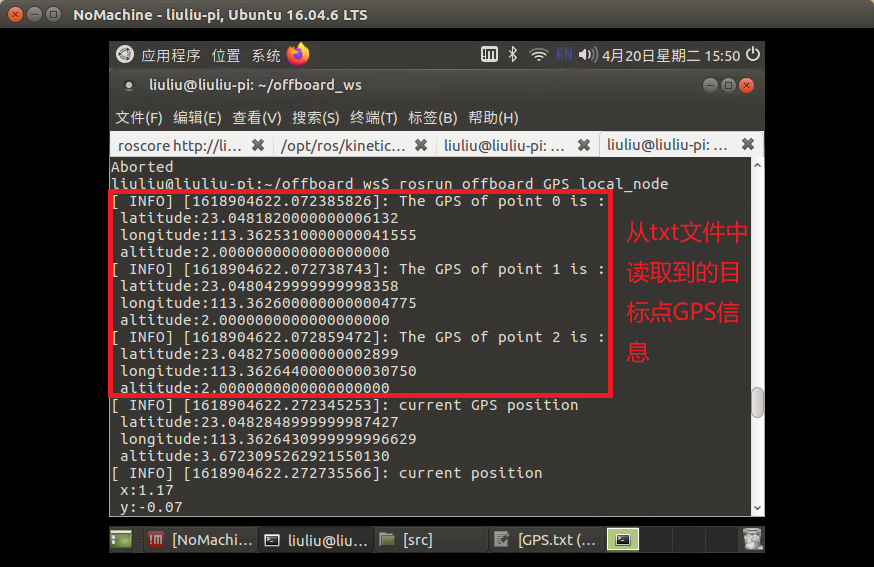 NoMachine - liuliu-pi, Ubuntu 16.04.6 LTS
应用程序 位置 系统 EN 4月20日星期二 15:50
liuliu@liuliu-pi: ~/offboard_ws
文件(F) 编辑(E) 查看(V) 搜索(S) 终端(T) 标签(B) 帮助(H)
roscore http://li... /opt/ros/kinetic... liuliu@liuliu-pi: ... liuliu@liuliu-pi: ...
Aborted
liuliu@liuliu-pi:~/offboard_ws$ rosrun offboard GPS_local_node
[ INFO] [1618904622.072385826]: The GPS of point 0 is :
latitude:23.0481820000000006132
longitude:113.3625310000000041555
altitude:2.0000000000000000000
[ INFO] [1618904622.072738743]: The GPS of point 1 is :
latitude:23.0480429999999998358
longitude:113.3626000000000004775
altitude:2.0000000000000000000
[ INFO] [1618904622.072859472]: The GPS of point 2 is :
latitude:23.0482750000000002899
longitude:113.3626440000000030750
altitude:2.0000000000000000000
[ INFO] [1618904622.272345253]: current GPS position
latitude:23.0482848999999987427
longitude:113.3626430999999996629
altitude:3.6723095262921550130
[ INFO] [1618904622.272735566]: current position
x:1.17
y:-0.07
从txt文件中
读取到的目
标点GPS信
息
[NoMachi... liuliu@liu... [src] [GPS.txt (...